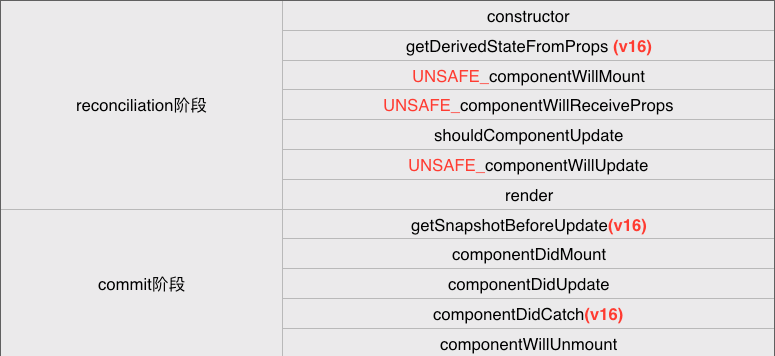 reconciliation阶段
constructor
getDerivedStateFromProps (v16)
UNSAFE_componentWillMount
UNSAFE_componentWillReceiveProps
shouldComponentUpdate
UNSAFE_componentWillUpdate
render
commit阶段
getSnapshotBeforeUpdate(v16)
componentDidMount
componentDidUpdate
componentDidCatch(v16)
componentWillUnmount